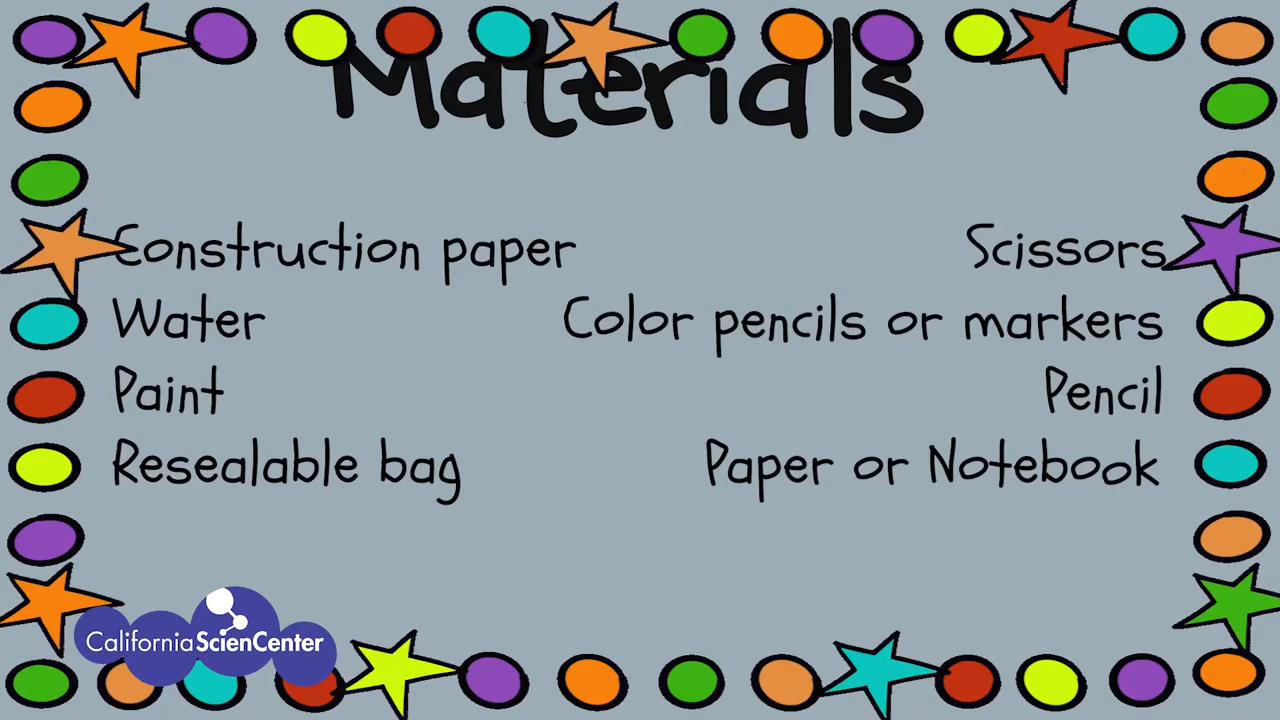 Materials
Construction paper
Water
Paint
Resealable bag
Scissors
Color pencils or markers
Pencil
Paper or Notebook
California ScienCenter